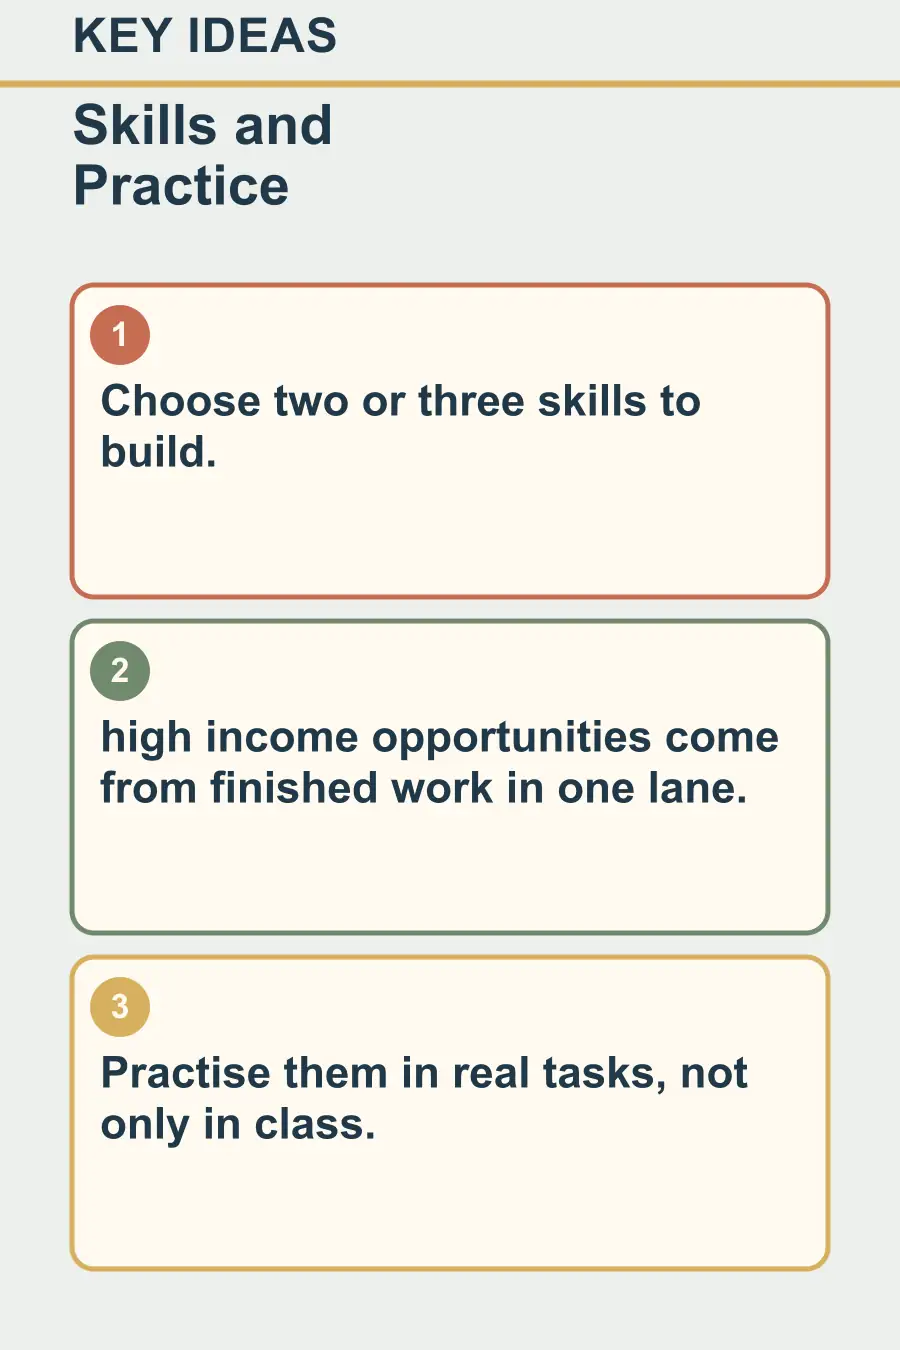 KEY IDEAS
Skills and
Practice
1
Choose two or three skills to
build.
2
high income opportunities come
from finished work in one lane.
3
Practise them in real tasks, not
only in class.